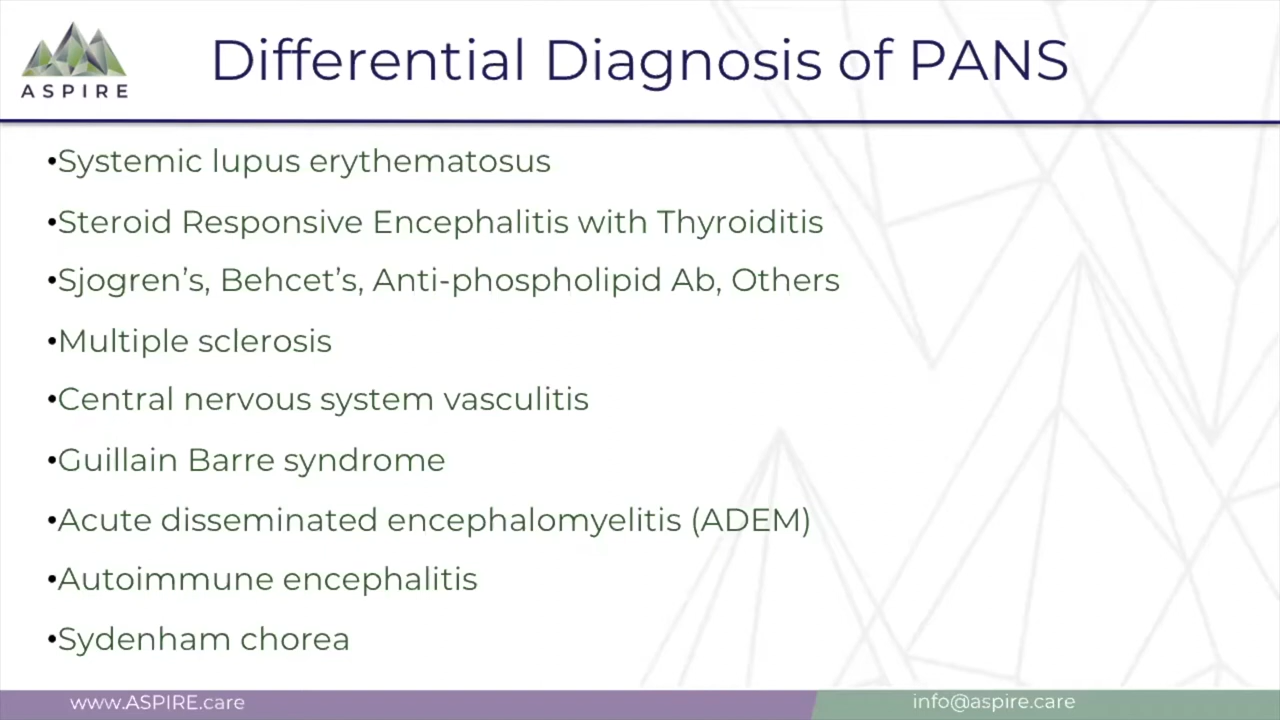 ASPIRE
Differential Diagnosis of PANS
•Systemic lupus erythematosus
•Steroid Responsive Encephalitis with Thyroiditis
•Sjogren’s, Behcet’s, Anti-phospholipid Ab, Others
•Multiple sclerosis
•Central nervous system vasculitis
•Guillain Barre syndrome
•Acute disseminated encephalomyelitis (ADEM)
•Autoimmune encephalitis
•Sydenham chorea
www.ASPIRE.care
info@aspire.care